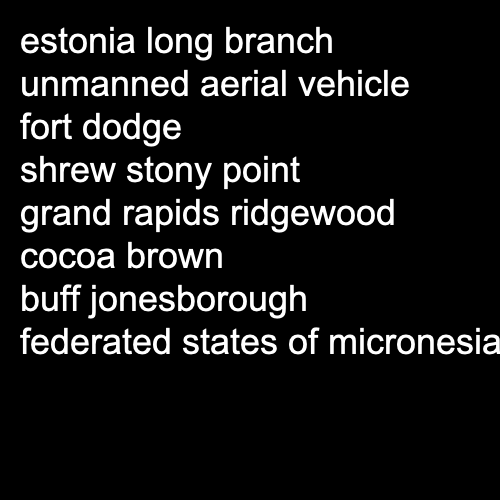 estonia long branch
unmanned aerial vehicle
fort dodge
shrew stony point
grand rapids ridgewood
cocoa brown
buff jonesborough
federated states of micronesia